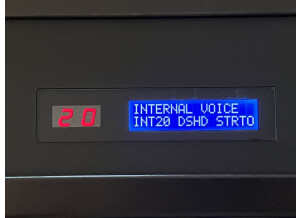 20
INTERNAL VOICE
INT20 DSHD STRTO